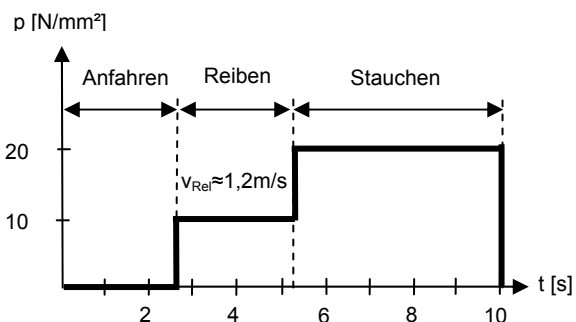 p [N/mm²]
Anfahren Reiben Stauchen
20
v_Rel≈1,2m/s
10
t [s]
2 4 6 8 10